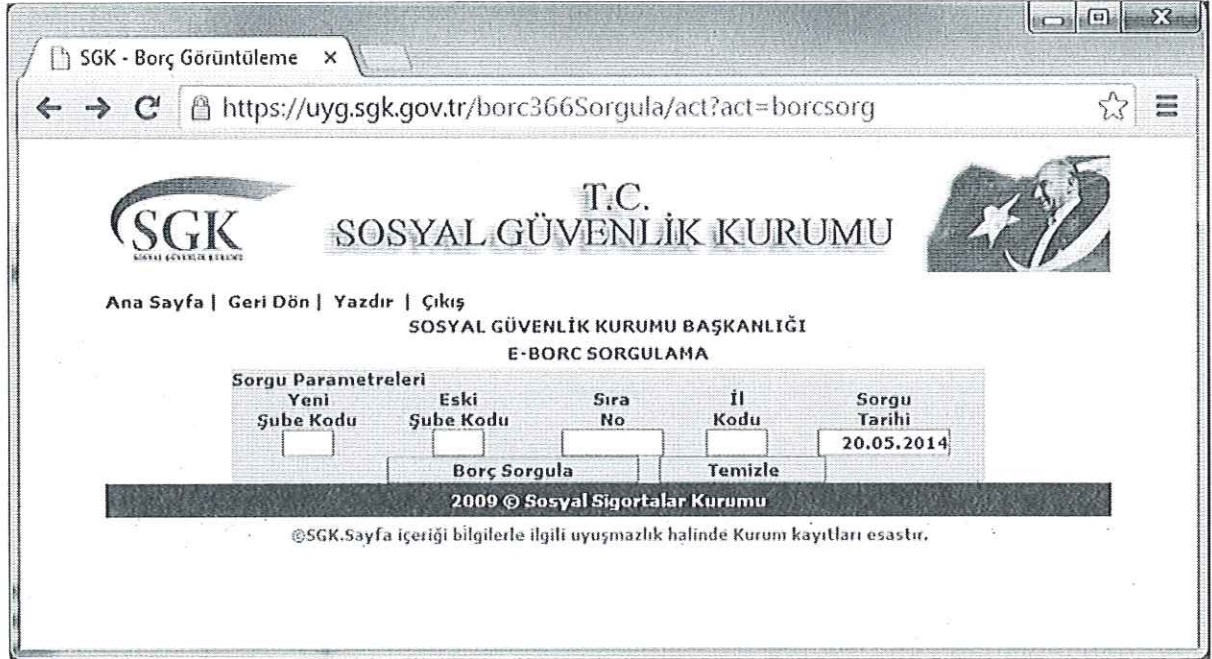 SGK - Borç Görüntüleme
https://uyg.sgk.gov.tr/borc366Sorgula/act?act=borcsorg
SGK
SOSYAL GÜVENLİK KURUMU
T.C.
SOSYAL GÜVENLİK KURUMU
Ana Sayfa | Geri Dön | Yazdır | Çıkış
SOSYAL GÜVENLİK KURUMU BAŞKANLIĞI
E-BORC SORGULAMA
Sorgu Parametreleri
Yeni Eski Sıra İl Sorgu
Şube Kodu Şube Kodu No Kodu Tarihi
20.05.2014
Borç Sorgula Temizle
2009 © Sosyal Sigortalar Kurumu
©SGK.Sayfa içeriği bilgilerle ilgili uyuşmazlık halinde Kurum kayıtları esastır.